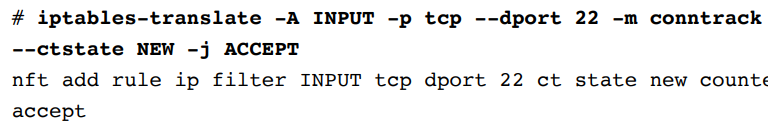 # iptables-translate -A INPUT -p tcp --dport 22 -m conntrack
--ctstate NEW -j ACCEPT
nft add rule ip filter INPUT tcp dport 22 ct state new counte
accept